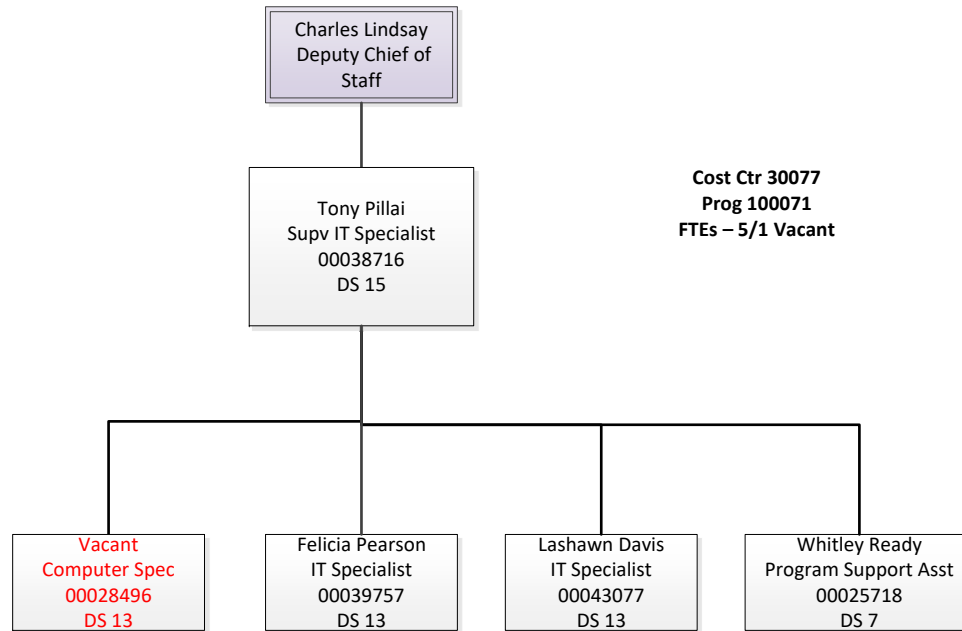 Charles Lindsay
Deputy Chief of
Staff
Tony Pillai
Supv IT Specialist
00038716
DS 15
Cost Ctr 30077
Prog 100071
FTEs – 5/1 Vacant
Vacant
Computer Spec
00028496
DS 13
Felicia Pearson
IT Specialist
00039757
DS 13
Lashawn Davis
IT Specialist
00043077
DS 13
Whitley Ready
Program Support Asst
00025718
DS 7